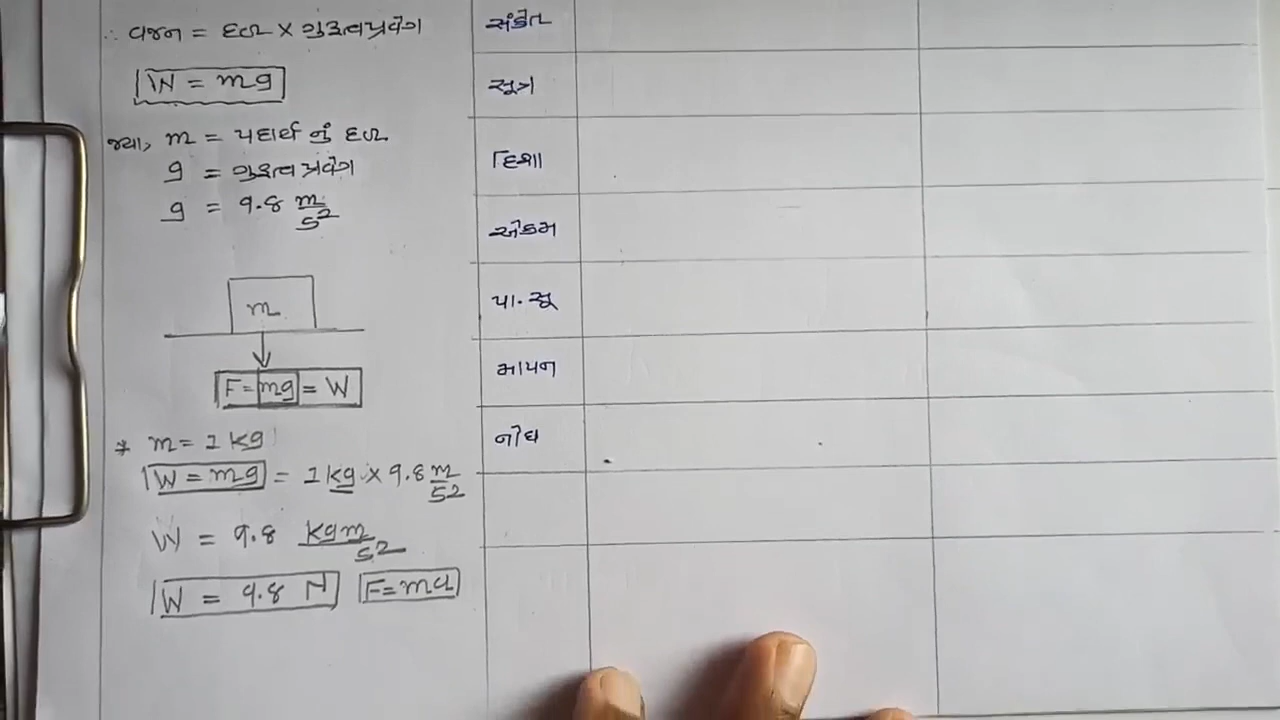 ∴ વજન = દળ × ગુરુત્વપ્રવેગ
W = mg
જ્યા, m = પદાર્થ નું દળ
g = ગુરુત્વ પ્રવેગ
g = 9.8 m/s2
m
F = mg = W
* m = 1 kg
W = mg = 1 kg × 9.8 m/s2
W = 9.8 kgm/s2
W = 9.8 N F = ma
સંકેત
સૂત્ર
દિશા
એકમ
પા.સૂ
માપન
નોંધ